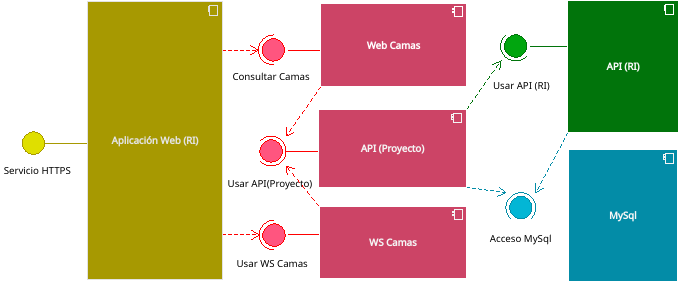 Web Camas
Consultar Camas
API (RI)
Usar API (RI)
Aplicación Web (RI)
API (Proyecto)
Servicio HTTPS
Usar API(Proyecto)
MySql
Acceso MySql
WS Camas
Usar WS Camas